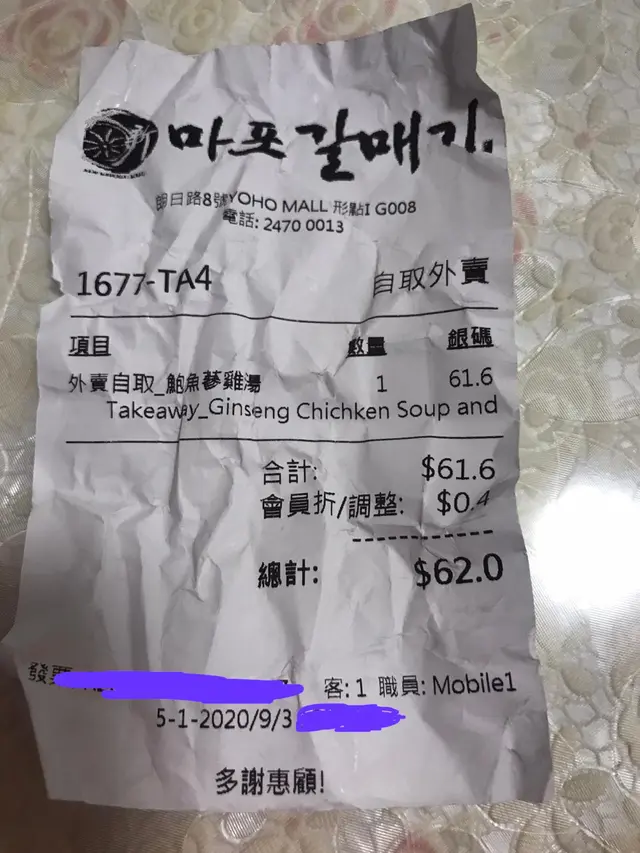 마포갈매기.
明日路8號YOHO MALL 形點I G008
電話: 2470 0013
1677-TA4 自取外賣
項目 數量 銀碼
外賣自取_鮑魚蔘雞湯 1 61.6
Takeaway_Ginseng Chichken Soup and
合計: $61.6
會員折/調整: $0.4
總計: $62.0
發票 客: 1 職員: Mobile1
5-1-2020/9/3
多謝惠顧!